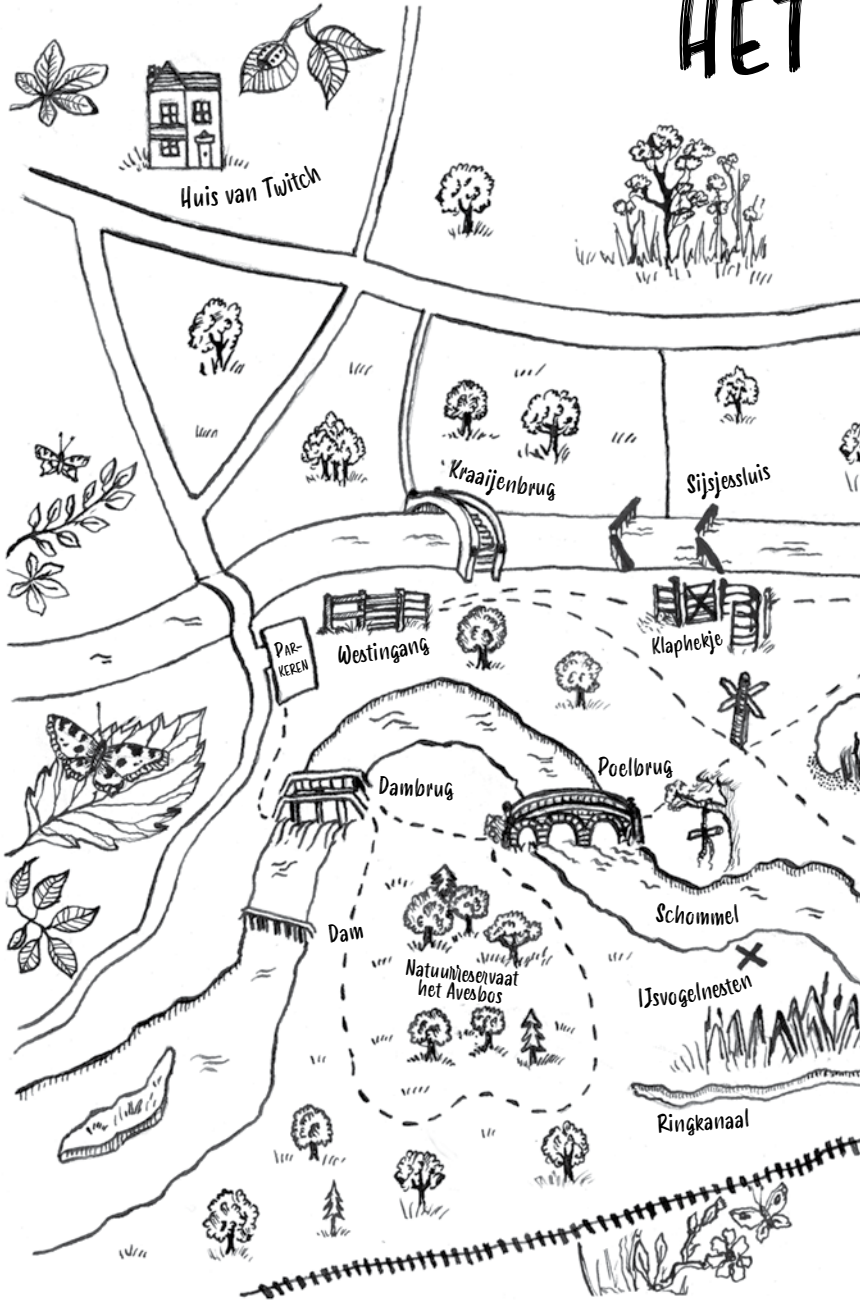 HET
Huis van Twitch
Kraaijenbrug
Sijsjessluis
PAR-
KEREN
Westingang
Klaphekje
Dambrug
Poelbrug
Schommel
Dam
Natuurreservaat
het Avesbos
IJsvogelnesten
Ringkanaal